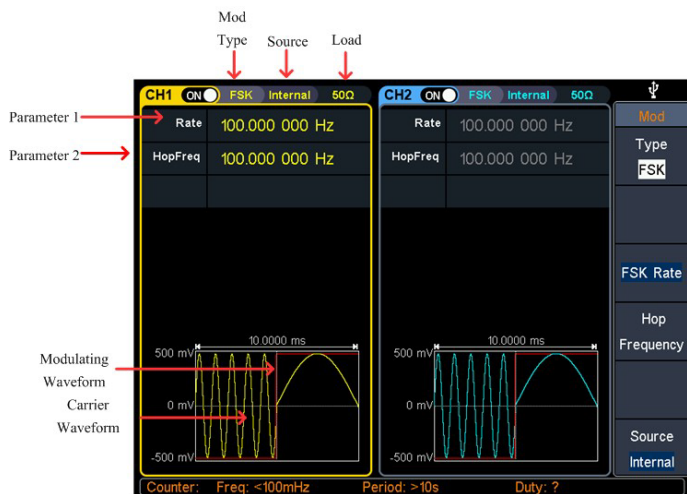 Mod
Type Source Load
CH1 ON FSK Internal 50Ω
CH2 ON FSK Internal 50Ω
Parameter 1
Rate 100.000 000 Hz
Rate 100.000 000 Hz
Mod
Parameter 2
HopFreq 100.000 000 Hz
HopFreq 100.000 000 Hz
Type
FSK
FSK Rate
Hop
Frequency
10.0000 ms
10.0000 ms
500 mV
500 mV
Modulating
Waveform
Carrier
Waveform
0 mV
0 mV
-500 mV
-500 mV
Source
Internal
Counter: Freq: <100mHz Period: >10s Duty: ?